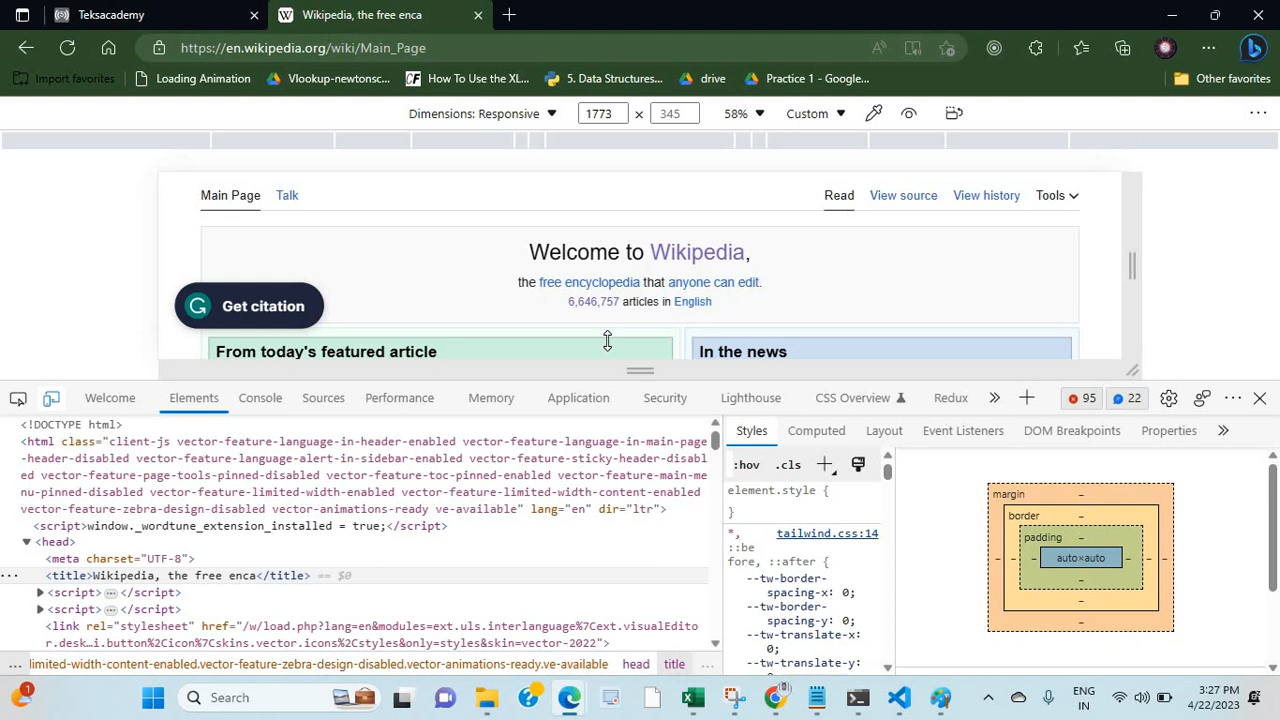 Teksacademy
Wikipedia, the free enca
https://en.wikipedia.org/wiki/Main_Page
Import favorites
Loading Animation
Vlookup-newtonsc...
CF How To Use the XL...
5. Data Structures...
drive
Practice 1 - Google...
Other favorites
Dimensions: Responsive
1773 × 345
58%
Custom
Main Page
Talk
Read
View source
View history
Tools
Welcome to Wikipedia,
the free encyclopedia that anyone can edit.
6,646,757 articles in English
Get citation
From today's featured article
In the news
Welcome
Elements
Console
Sources
Performance
Memory
Application
Security
Lighthouse
CSS Overview
Redux
95
22
<!DOCTYPE html>
<html class="client-js vector-feature-language-in-header-enabled vector-feature-language-in-main-page
-header-disabled vector-feature-language-alert-in-sidebar-enabled vector-feature-sticky-header-disabl
ed vector-feature-page-tools-pinned-disabled vector-feature-toc-pinned-enabled vector-feature-main-me
nu-pinned-disabled vector-feature-limited-width-enabled vector-feature-limited-width-content-enabled
vector-feature-zebra-design-disabled vector-animations-ready ve-available" lang="en" dir="ltr">
<script>window._wordtune_extension_installed = true;</script>
<head>
<meta charset="UTF-8">
<title>Wikipedia, the free enca</title> == $0
<script> ... </script>
<script> ... </script>
<link rel="stylesheet" href="/w/load.php?lang=en&modules=ext.uls.interlanguage%7Cext.visualEdito
r.desk…i.button%2Cicon%7Cskins.vector.icons%2Cstyles&only=styles&skin=vector-2022">
... limited-width-content-enabled.vector-feature-zebra-design-disabled.vector-animations-ready.ve-available
head
title
...
Styles
Computed
Layout
Event Listeners
DOM Breakpoints
Properties
:hov
.cls
element.style {
}
*,
tailwind.css:14
::be
fore, ::after {
--tw-border-
spacing-x: 0;
--tw-border-
spacing-y: 0;
--tw-translate-x:
0;
--tw-translate-y:
margin
–
border
–
padding
–
– – – auto×auto – – –
–
–
–
1
Search
ENG
IN
3:27 PM
4/22/2023